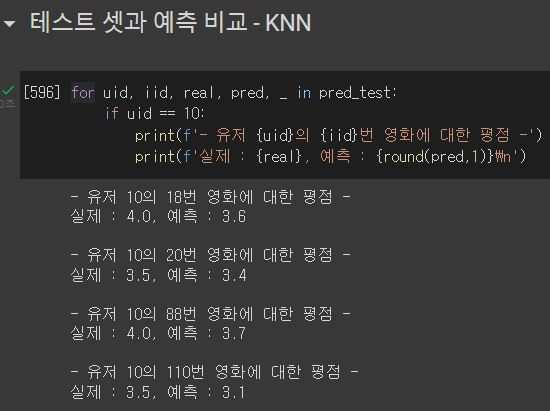 테스트 셋과 예측 비교 - KNN
[596] for uid, iid, real, pred, _ in pred_test:
0초
if uid == 10:
print(f'- 유저 {uid}의 {iid}번 영화에 대한 평점 -')
print(f'실제 : {real}, 예측 : {round(pred,1)}₩n')
- 유저 10의 18번 영화에 대한 평점 -
실제 : 4.0, 예측 : 3.6
- 유저 10의 20번 영화에 대한 평점 -
실제 : 3.5, 예측 : 3.4
- 유저 10의 88번 영화에 대한 평점 -
실제 : 4.0, 예측 : 3.7
- 유저 10의 110번 영화에 대한 평점 -
실제 : 3.5, 예측 : 3.1